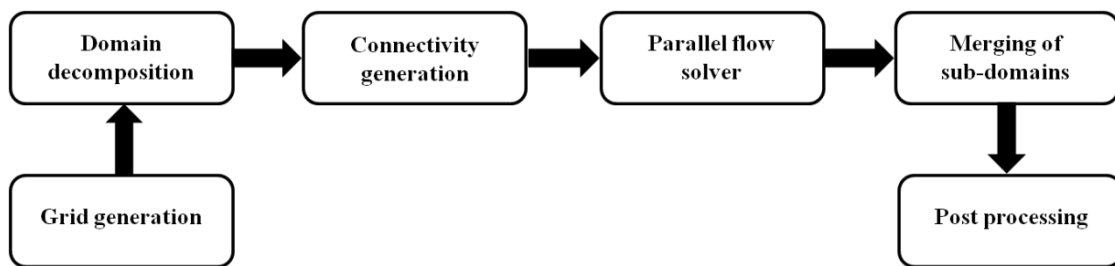 Domain
decomposition
Connectivity
generation
Parallel flow
solver
Merging of
sub-domains
Grid generation
Post processing